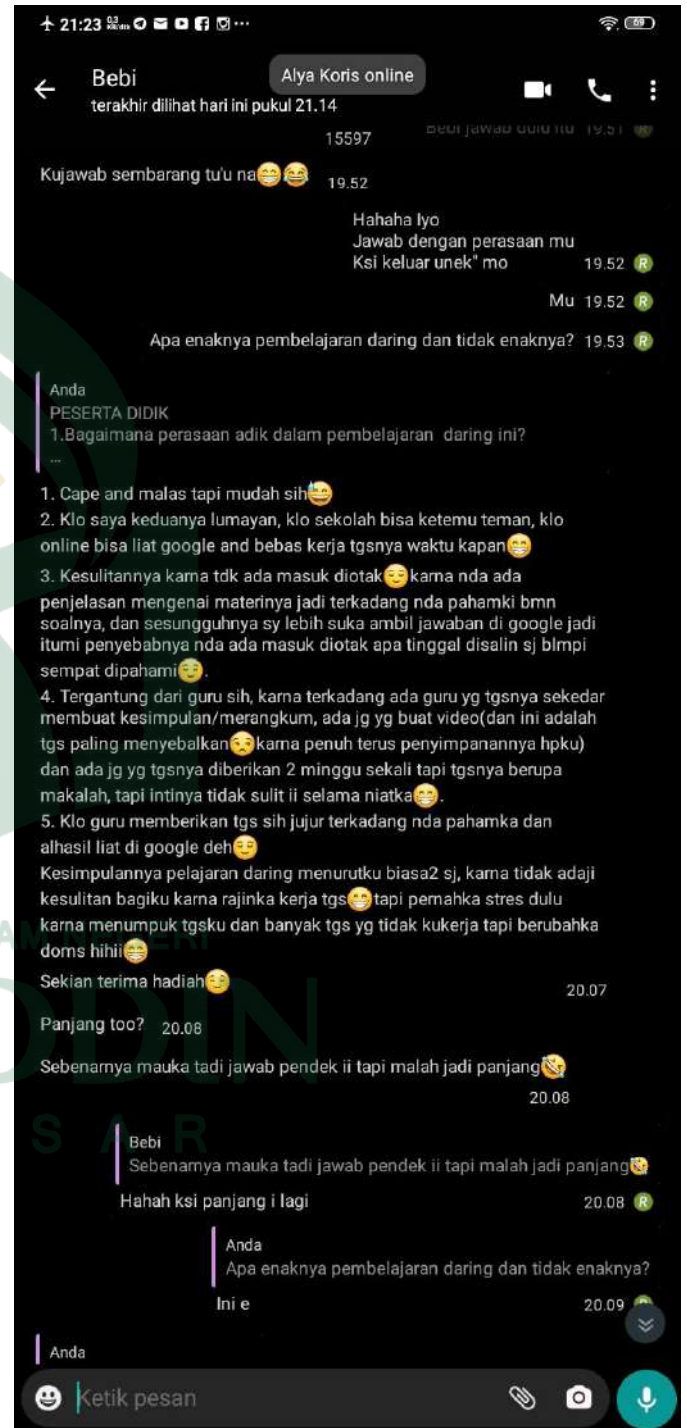 21:23 0,3 KB/dtk ... 69
Bebi
Alya Koris online
terakhir dilihat hari ini pukul 21.14
15597
Bebi jawab dulu itu 19.51
Kujawab sembarang tu'u na😁😂 19.52
Hahaha Iyo
Jawab dengan perasaan mu
Ksi keluar unek" mo 19.52 R
Mu 19.52 R
Apa enaknya pembelajaran daring dan tidak enaknya? 19.53 R
Anda
PESERTA DIDIK
1.Bagaimana perasaan adik dalam pembelajaran daring ini?
...
1. Cape and malas tapi mudah sih😅
2. Klo saya keduanya lumayan, klo sekolah bisa ketemu teman, klo
online bisa liat google and bebas kerja tgsnya waktu kapan😁
3. Kesulitannya karna tdk ada masuk diotak😌karna nda ada
penjelasan mengenai materinya jadi terkadang nda pahamki bmn
soalnya, dan sesungguhnya sy lebih suka ambil jawaban di google jadi
itumi penyebabnya nda ada masuk diotak apa tinggal disalin sj blmpi
sempat dipahami😌.
4. Tergantung dari guru sih, karna terkadang ada guru yg tgsnya sekedar
membuat kesimpulan/merangkum, ada jg yg buat video(dan ini adalah
tgs paling menyebalkan😒karna penuh terus penyimpanannya hpku)
dan ada jg yg tgsnya diberikan 2 minggu sekali tapi tgsnya berupa
makalah, tapi intinya tidak sulit ii selama niatka😁.
5. Klo guru memberikan tgs sih jujur terkadang nda pahamka dan
alhasil liat di google deh😌
Kesimpulannya pelajaran daring menurutku biasa2 sj, karna tidak adaji
kesulitan bagiku karna rajinka kerja tgs😁tapi pernahka stres dulu
karna menumpuk tgsku dan banyak tgs yg tidak kukerja tapi berubahka
doms hihii😁
Sekian terima hadiah😌 20.07
Panjang too? 20.08
Sebenarnya mauka tadi jawab pendek ii tapi malah jadi panjang🤣
20.08
Bebi
Sebenarnya mauka tadi jawab pendek ii tapi malah jadi panjang🤣
Hahah ksi panjang i lagi 20.08 R
Anda
Apa enaknya pembelajaran daring dan tidak enaknya?
Ini e 20.09
Anda
Ketik pesan